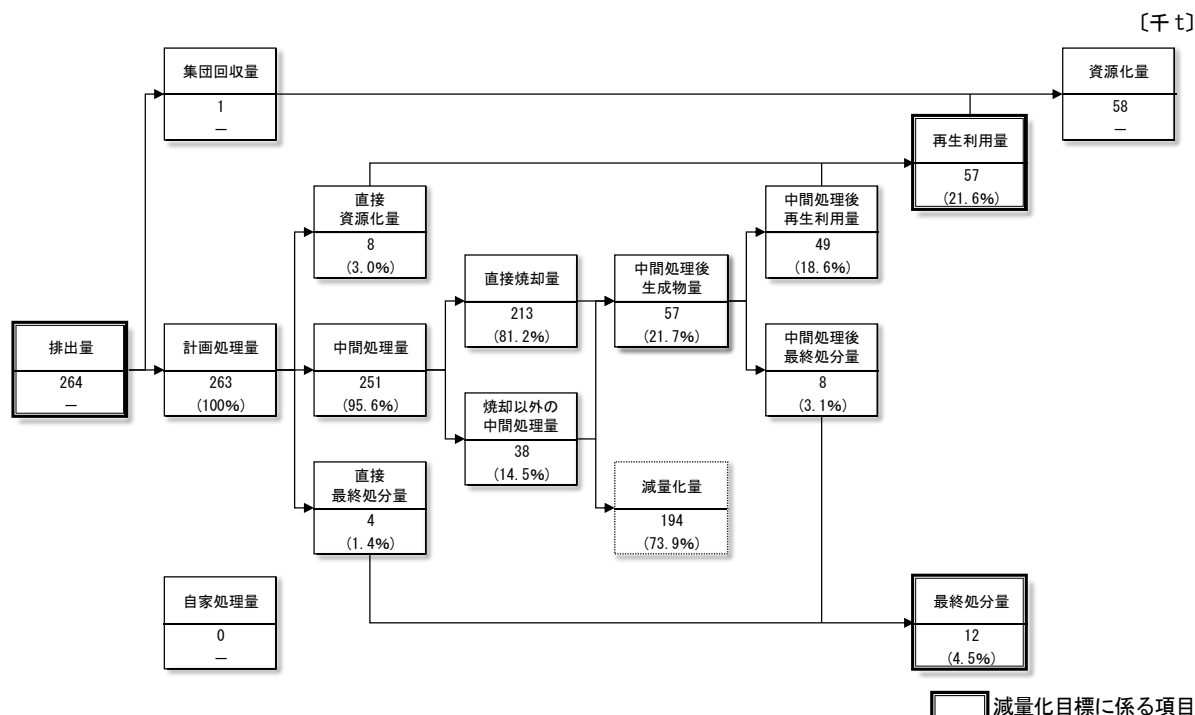 〔千t〕
集団回収量
1
－
資源化量
58
－
再生利用量
57
(21.6%)
直接
資源化量
8
(3.0%)
中間処理後
再生利用量
49
(18.6%)
直接焼却量
213
(81.2%)
中間処理後
生成物量
57
(21.7%)
排出量
264
－
計画処理量
263
(100%)
中間処理量
251
(95.6%)
中間処理後
最終処分量
8
(3.1%)
焼却以外の
中間処理量
38
(14.5%)
直接
最終処分量
4
(1.4%)
減量化量
194
(73.9%)
自家処理量
0
－
最終処分量
12
(4.5%)
減量化目標に係る項目